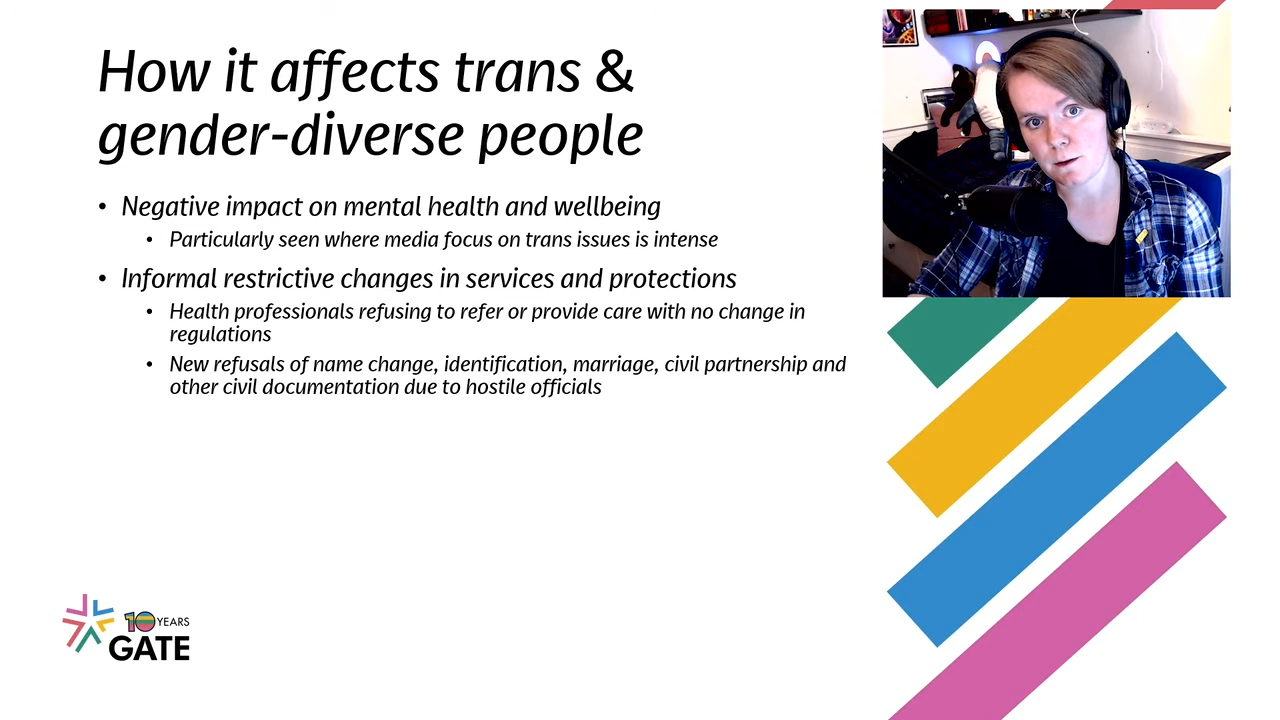 How it affects trans &
gender-diverse people
• Negative impact on mental health and wellbeing
• Particularly seen where media focus on trans issues is intense
• Informal restrictive changes in services and protections
• Health professionals refusing to refer or provide care with no change in
regulations
• New refusals of name change, identification, marriage, civil partnership and
other civil documentation due to hostile officials
10 YEARS
GATE